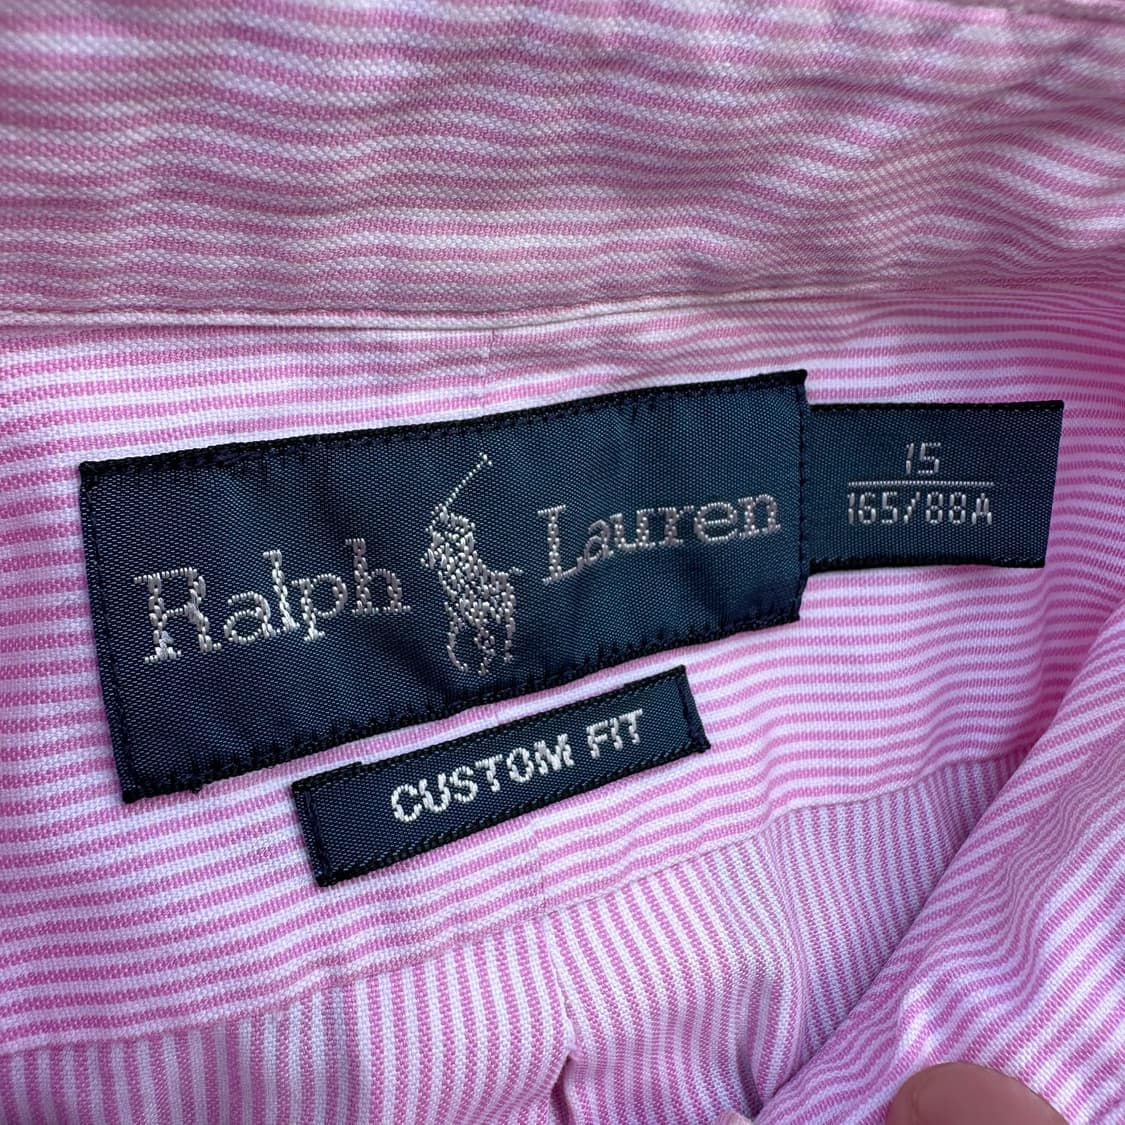 Ralph Lauren
15
165/88A
CUSTOM FIT